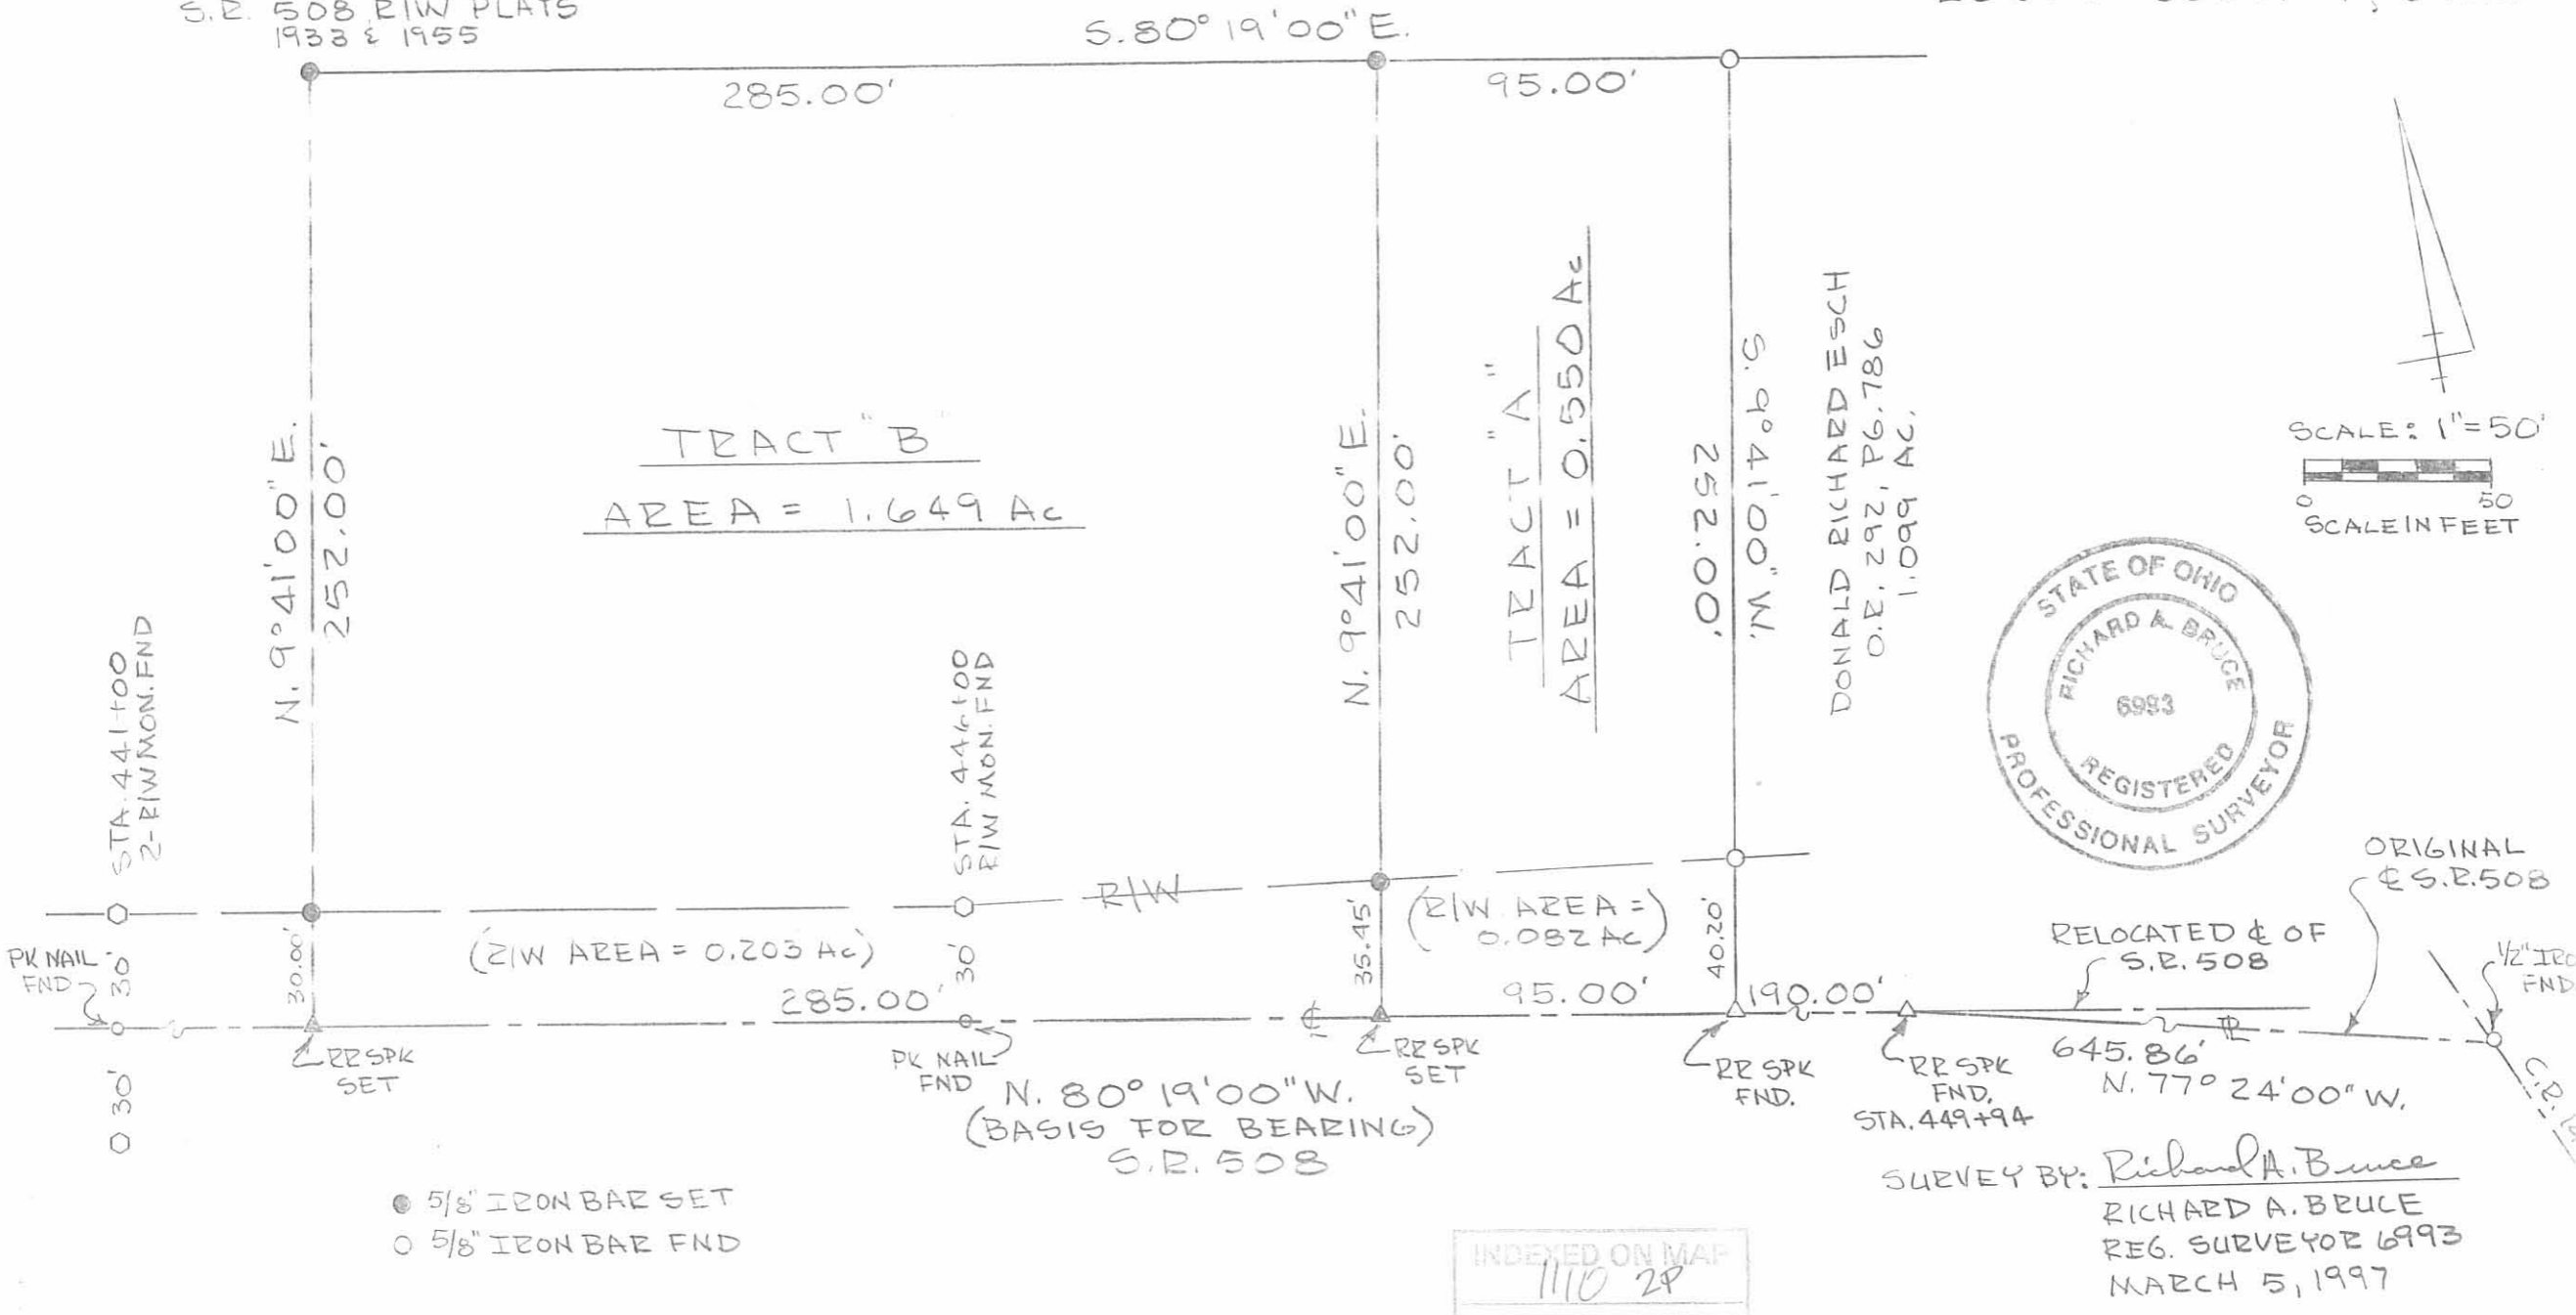 S.R. 508 R/W PLATS
1933 & 1955
S. 80° 19' 00" E.
285.00'
95.00'
N. 9° 41' 00" E.
252.00'
TRACT "B"
AREA = 1.649 Ac
N. 9° 41' 00" E.
252.00'
TRACT "A"
AREA = 0.550 Ac
S. 9° 41' 00" W.
252.00'
DONALD RICHARD ESCH
O.R. 292, PG. 786
1.099 AC.
SCALE: 1" = 50'
0 50
SCALE IN FEET
STATE OF OHIO
RICHARD A. BRUCE
6993
REGISTERED
PROFESSIONAL SURVEYOR
STA. 441+00
2-R/W MON. FND
STA. 444+00
R/W MON. FND
R/W
PK NAIL
FND
30'
30'
30.00'
(R/W AREA = 0.203 Ac)
30'
35.45'
(R/W AREA =
0.082 AC)
40.20'
285.00'
95.00'
190.00'
℄
RR SPK
SET
PK NAIL
FND
RR SPK
SET
RR SPK
FND.
RR SPK
FND.
STA. 449+94
RELOCATED ℄ OF
S.R. 508
ORIGINAL
℄ S.R. 508
1/2" IRO
FND
645.86'
N. 77° 24' 00" W.
C.R.
N. 80° 19' 00" W.
(BASIS FOR BEARING)
S.R. 508
5/8" IRON BAR SET
5/8" IRON BAR FND
SURVEY BY: Richard A. Bruce
RICHARD A. BRUCE
REG. SURVEYOR 6993
MARCH 5, 1997
INDEXED ON MAP
1110 2P